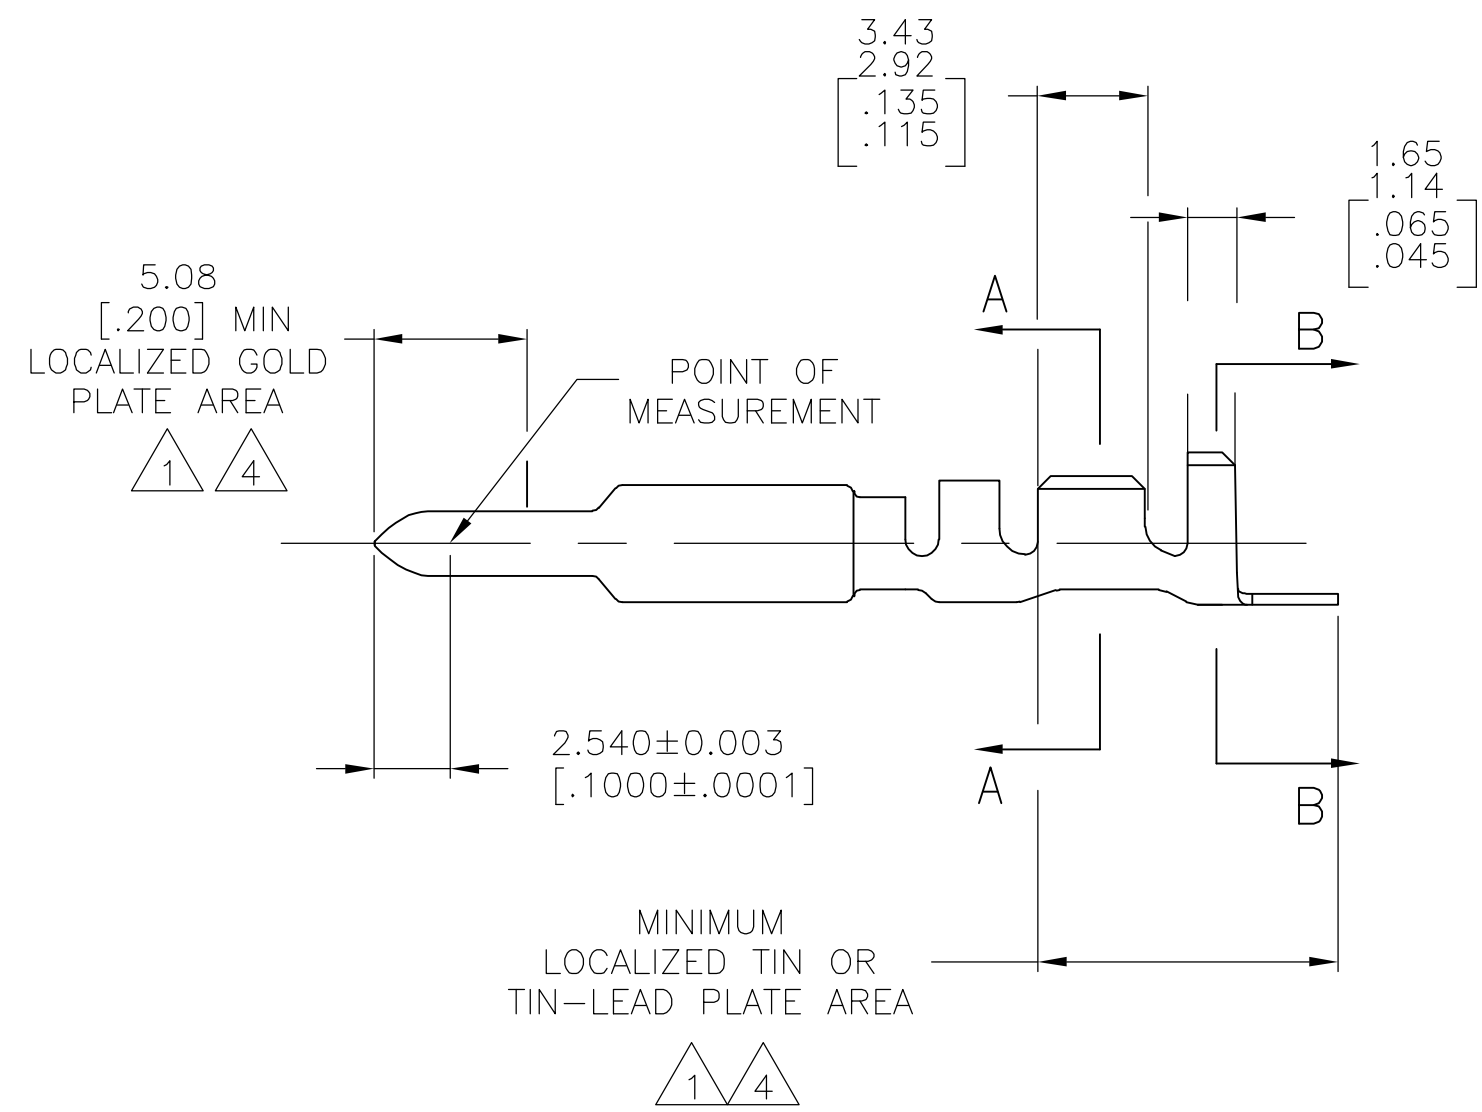 3.43
2.92
[.135
.115]
1.65
1.14
[.065
.045]
5.08
[.200] MIN
LOCALIZED GOLD
PLATE AREA
1 4
POINT OF
MEASUREMENT
A
B
2.540±0.003
[.1000±.0001]
A
B
MINIMUM
LOCALIZED TIN OR
TIN-LEAD PLATE AREA
1 4